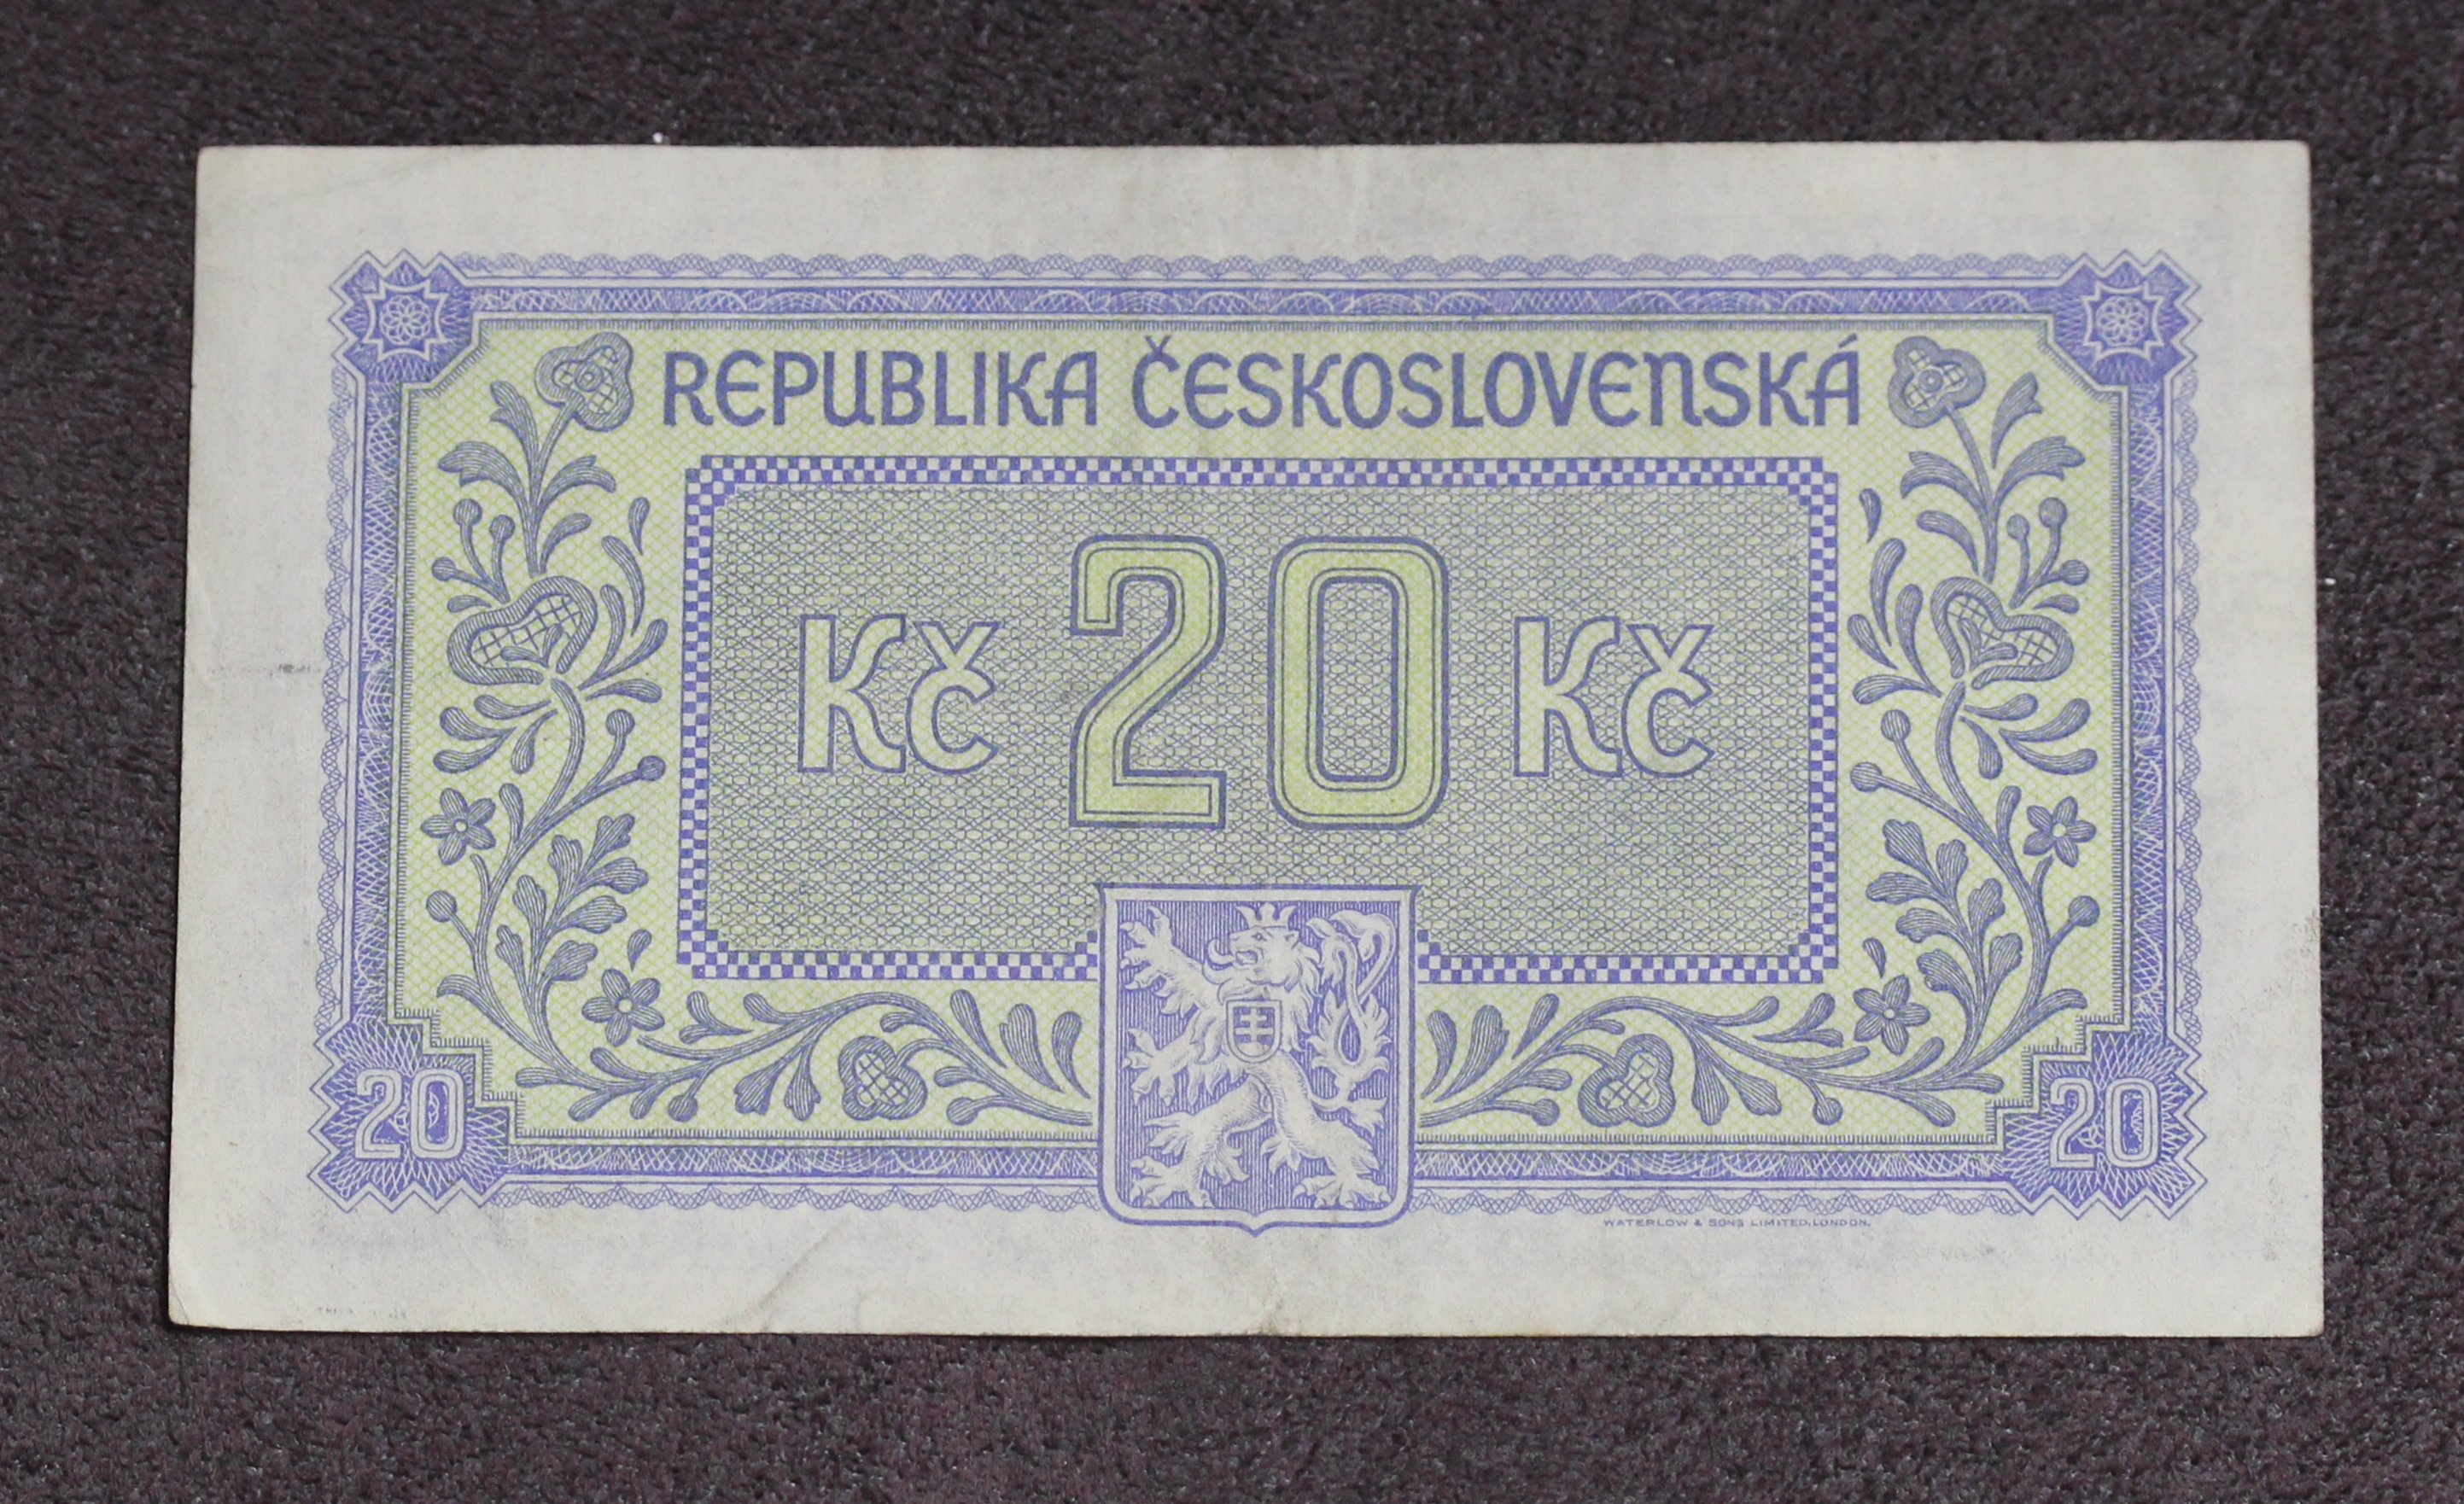 REPUBLIKA ČESKOSLOVENSKÁ
Kč 20 Kč
20 20
WATERLOW & SONS LIMITED, LONDON.